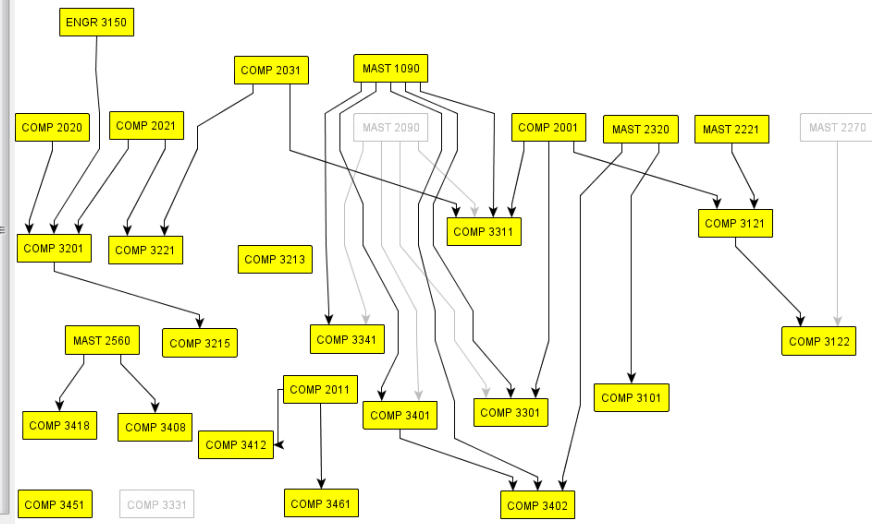 ENGR 3150
COMP 2031
MAST 1090
COMP 2020
COMP 2021
MAST 2090
COMP 2001
MAST 2320
MAST 2221
MAST 2270
COMP 3201
COMP 3221
COMP 3213
COMP 3311
COMP 3121
MAST 2560
COMP 3215
COMP 3341
COMP 3122
COMP 2011
COMP 3418
COMP 3408
COMP 3412
COMP 3401
COMP 3301
COMP 3101
COMP 3451
COMP 3331
COMP 3461
COMP 3402